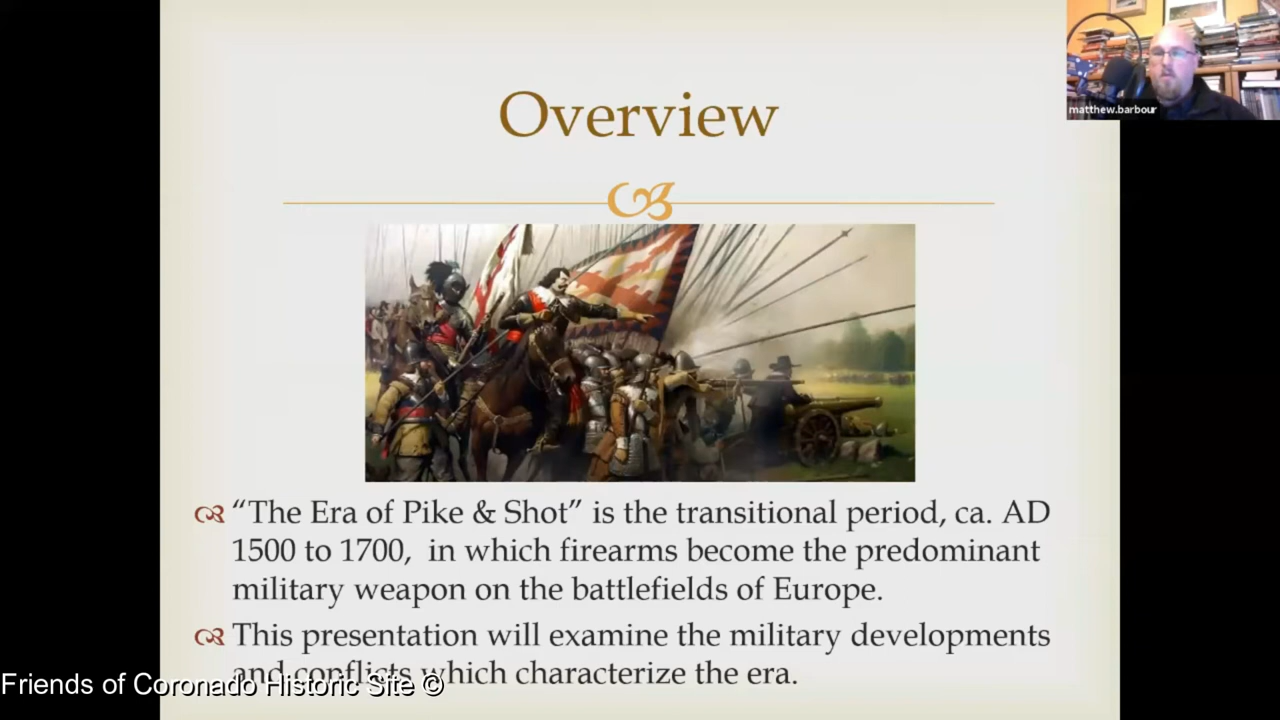 Overview
matthew.barbour
“The Era of Pike & Shot” is the transitional period, ca. AD
1500 to 1700, in which firearms become the predominant
military weapon on the battlefields of Europe.
This presentation will examine the military developments
and conflicts which characterize the era.
Friends of Coronado Historic Site ©